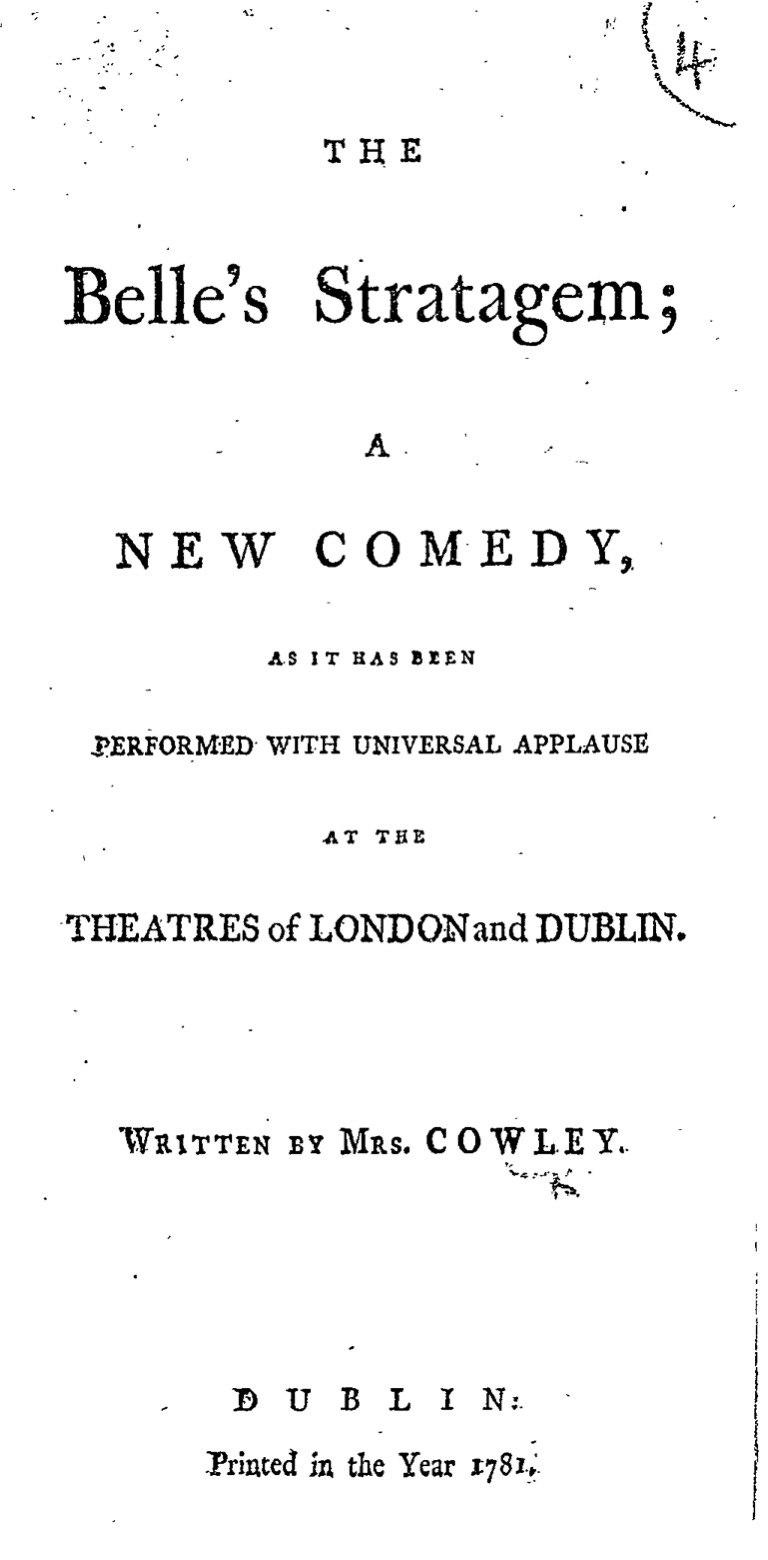 4
THE
Belle's Stratagem;
A
NEW COMEDY,
AS IT HAS BEEN
PERFORMED WITH UNIVERSAL APPLAUSE
AT THE
THEATRES of LONDON and DUBLIN.
WRITTEN BY MRS. COWLEY.
DUBLIN:
Printed in the Year 1781.